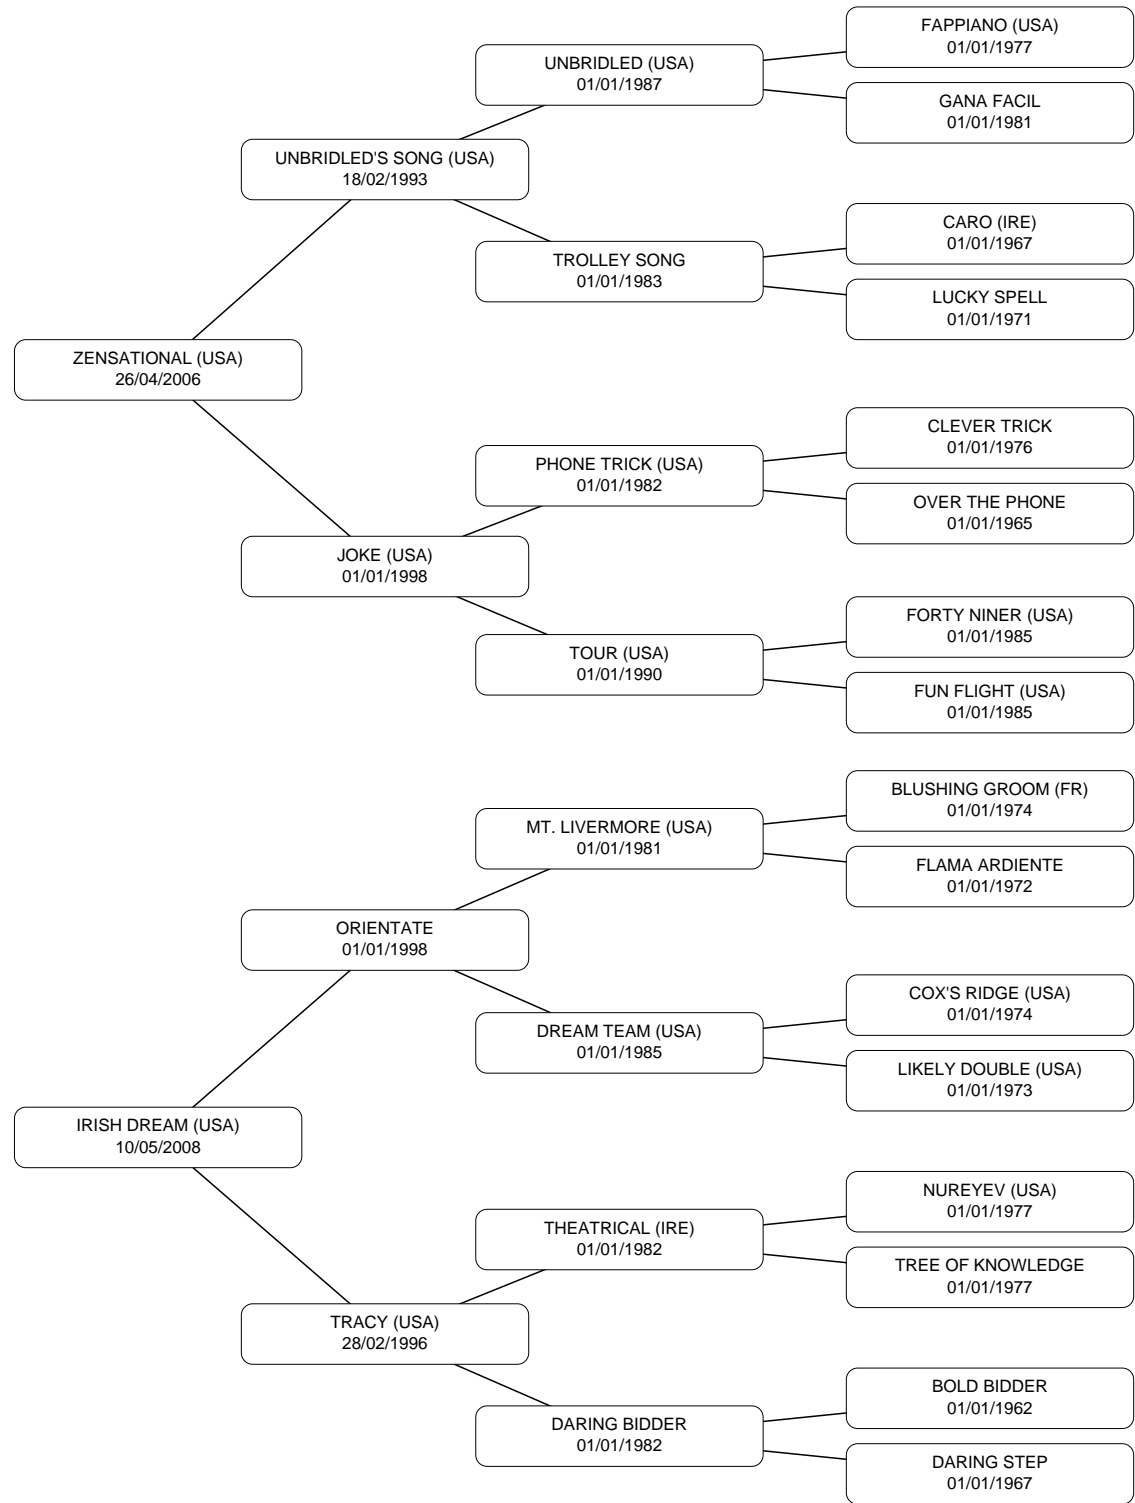 FAPPIANO (USA)
01/01/1977
UNBRIDLED (USA)
01/01/1987
GANA FACIL
01/01/1981
UNBRIDLED'S SONG (USA)
18/02/1993
CARO (IRE)
01/01/1967
TROLLEY SONG
01/01/1983
LUCKY SPELL
01/01/1971
ZENSATIONAL (USA)
26/04/2006
CLEVER TRICK
01/01/1976
PHONE TRICK (USA)
01/01/1982
OVER THE PHONE
01/01/1965
JOKE (USA)
01/01/1998
FORTY NINER (USA)
01/01/1985
TOUR (USA)
01/01/1990
FUN FLIGHT (USA)
01/01/1985
BLUSHING GROOM (FR)
01/01/1974
MT. LIVERMORE (USA)
01/01/1981
FLAMA ARDIENTE
01/01/1972
ORIENTATE
01/01/1998
COX'S RIDGE (USA)
01/01/1974
DREAM TEAM (USA)
01/01/1985
LIKELY DOUBLE (USA)
01/01/1973
IRISH DREAM (USA)
10/05/2008
NUREYEV (USA)
01/01/1977
THEATRICAL (IRE)
01/01/1982
TREE OF KNOWLEDGE
01/01/1977
TRACY (USA)
28/02/1996
BOLD BIDDER
01/01/1962
DARING BIDDER
01/01/1982
DARING STEP
01/01/1967